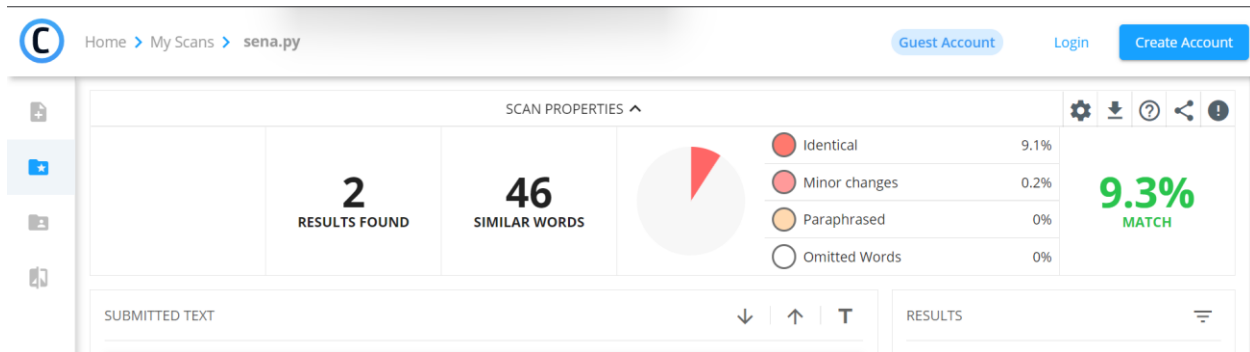 C Home > My Scans > sena.py Guest Account Login Create Account
SCAN PROPERTIES
2
RESULTS FOUND
46
SIMILAR WORDS
Identical 9.1%
Minor changes 0.2%
Paraphrased 0%
Omitted Words 0%
9.3%
MATCH
SUBMITTED TEXT
RESULTS